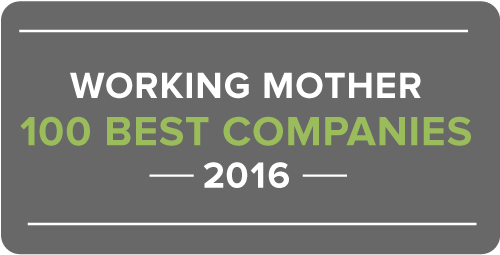 WORKING MOTHER
100 BEST COMPANIES
2016